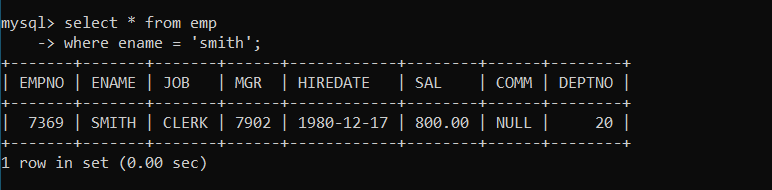 mysql> select * from emp
    -> where ename = 'smith';
+-------+-------+-------+------+------------+--------+------+--------+
| EMPNO | ENAME | JOB   | MGR  | HIREDATE   | SAL    | COMM | DEPTNO |
+-------+-------+-------+------+------------+--------+------+--------+
|  7369 | SMITH | CLERK | 7902 | 1980-12-17 | 800.00 | NULL |     20 |
+-------+-------+-------+------+------------+--------+------+--------+
1 row in set (0.00 sec)